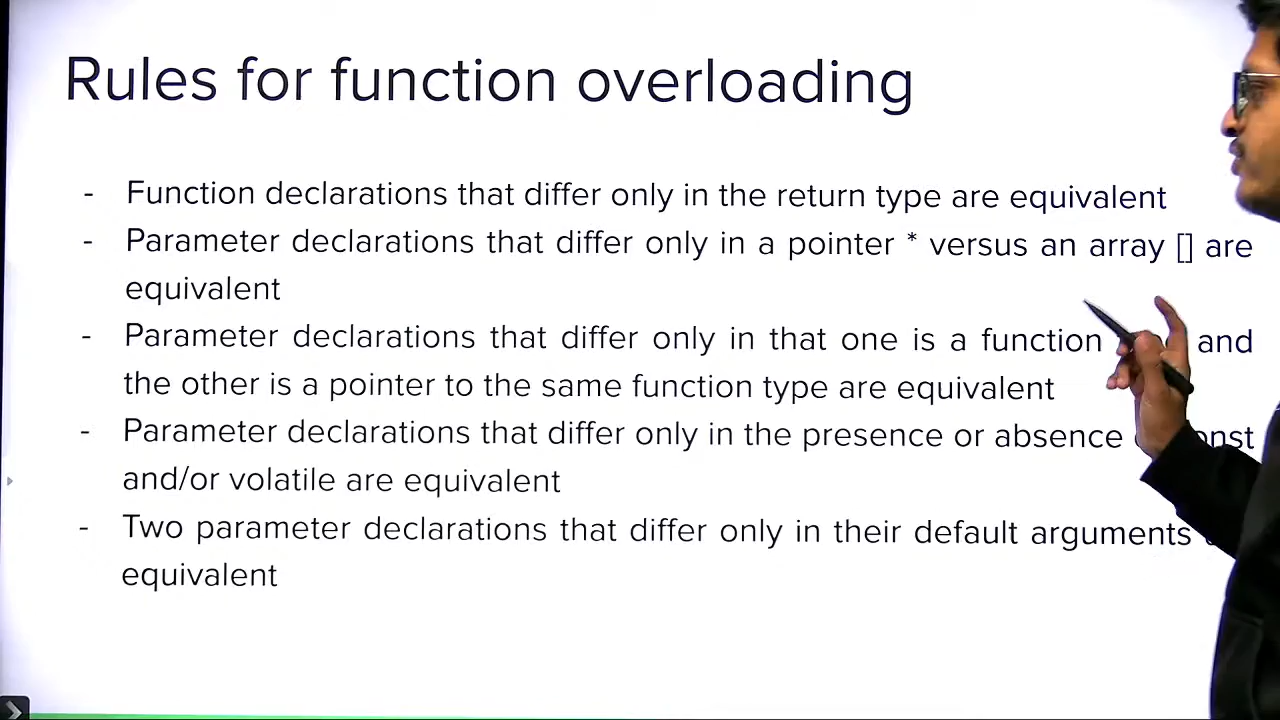 Rules for function overloading
- Function declarations that differ only in the return type are equivalent
- Parameter declarations that differ only in a pointer * versus an array [] are
equivalent
- Parameter declarations that differ only in that one is a function and
the other is a pointer to the same function type are equivalent
- Parameter declarations that differ only in the presence or absence
and/or volatile are equivalent
- Two parameter declarations that differ only in their default arguments
equivalent